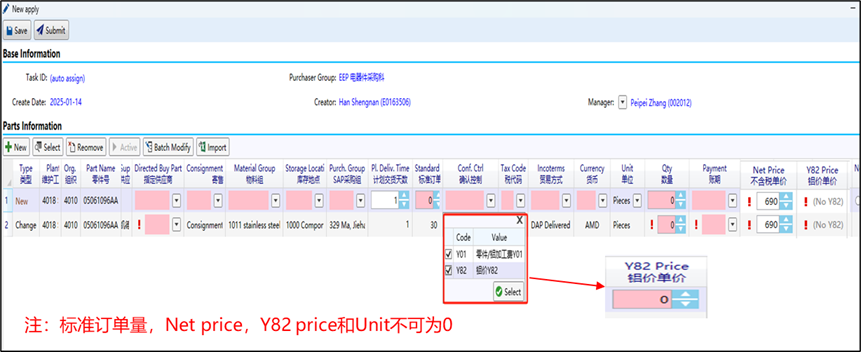 New apply
Save Submit
Base Information
Task ID: (auto assign) Purchaser Group: EEP 电器件采购科
Create Date: 2025-01-14 Creator: Han Shengnan (E0163506) Manager: Peipei Zhang (002012)
Parts Information
New Select Reomove Active Batch Modify Import
Type Plant Org. Part Name Sup Directed Buy Part Consignment Material Group Storage Locati Purch. Group Pl. Deliv. Time Standard Conf. Ctrl Tax Code Incoterms Currency Unit Qty Payment Net Price Y82 Price
类型 维护工 组织 零件号 指定供应商 寄售 物料组 库存地点 SAP采购组 计划交货天数 标准订单 确认控制 税代码 贸易方式 货币 单位 数量 账期 不含税单价 铝价单价
1 New 4018 4010 05061096AA 1 0 Pieces 0 ! 690 ! (No Y82)
2 Change 4018 4010 05061096AA ! Consignment 1011 stainless steel 1000 Compor 329 Ma, Jiehu 1 30 DAP Delivered AMD Pieces ! 0 ! ! 690 ! (No Y82)
X
Code Value
Y01 零件/铝加工费Y01
Y82 铝价Y82
Select
Y82 Price
铝价单价
0
注：标准订单量，Net price，Y82 price和Unit不可为0